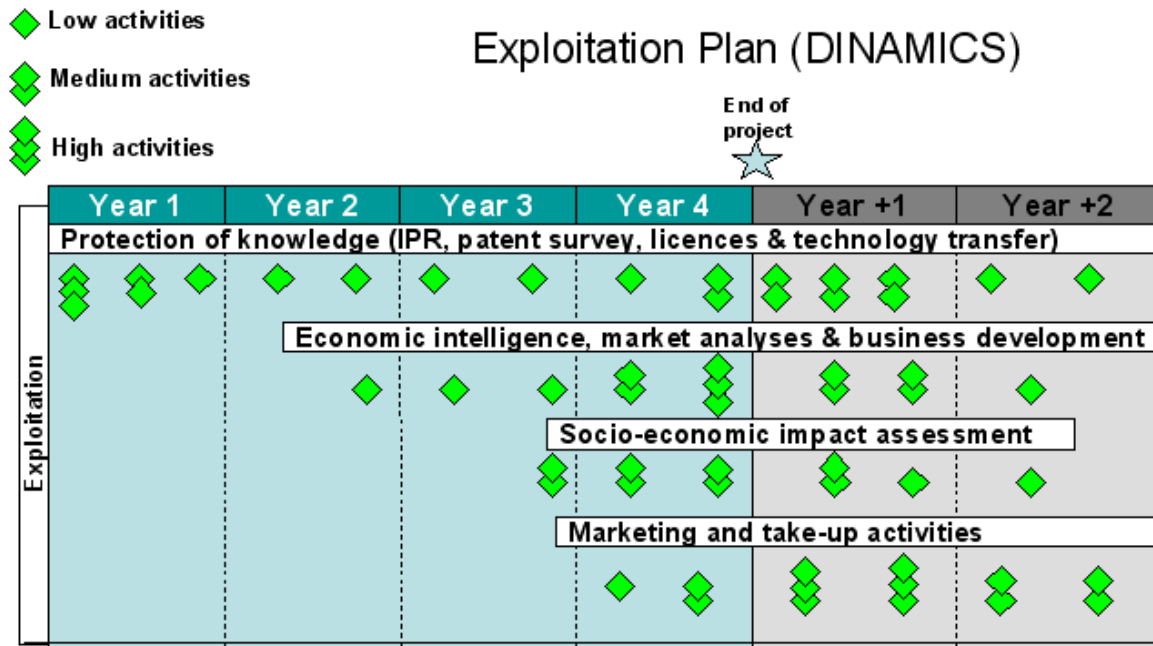 Low activities
Exploitation Plan (DINAMICS)
Medium activities
End of
project
High activities
Year 1
Year 2
Year 3
Year 4
Year +1
Year +2
Protection of knowledge (IPR, patent survey, licences & technology transfer)
Economic intelligence, market analyses & business development
Socio-economic impact assessment
Marketing and take-up activities
Exploitation